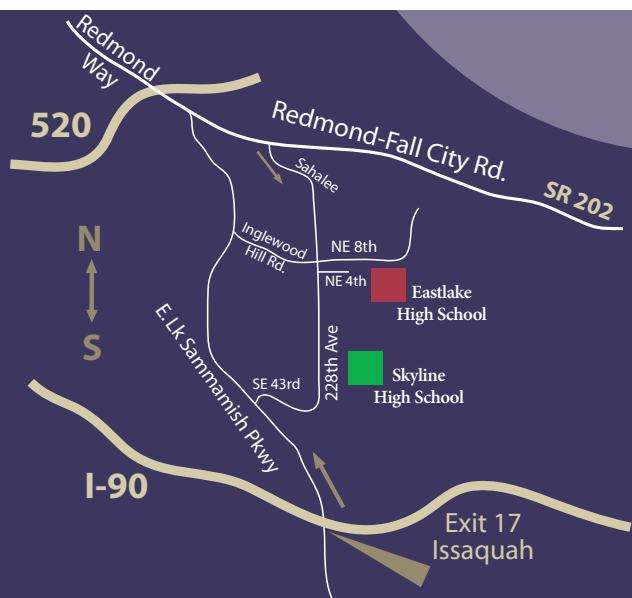 Redmond
Way
520
Redmond-Fall City Rd.
SR 202
Sahalee
N
S
Inglewood
Hill Rd.
NE 8th
NE 4th
Eastlake
High School
E. Lk Sammamish Pkwy
228th Ave
SE 43rd
Skyline
High School
I-90
Exit 17
Issaquah